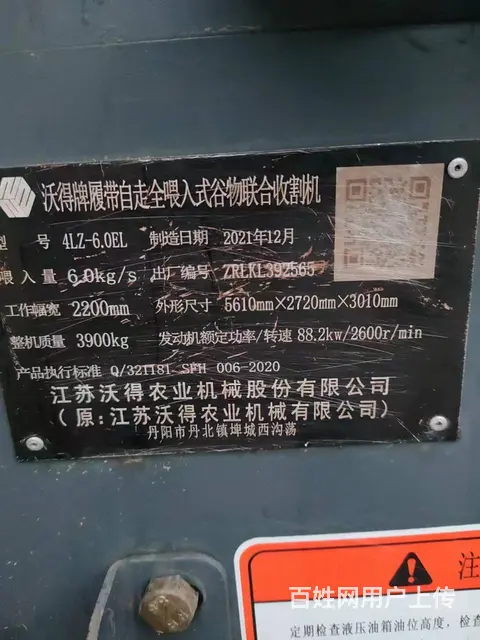 沃得牌履带自走全喂入式谷物联合收割机
型 号 4LZ-6.0EL 制造日期 2021年12月
喂入量 6.0kg/s 出厂编号 ZRLKL392565
工作幅宽 2200mm 外形尺寸 5610mm×2720mm×3010mm
整机质量 3900kg 发动机额定功率/转速 88.2kw/2600r/min
产品执行标准 Q/321181 SFH 006-2020
江苏沃得农业机械股份有限公司
(原:江苏沃得农业机械有限公司)
丹阳市丹北镇埤城西沟荡
注
百姓网用户上传
定期检查液压油箱油位高度,检查